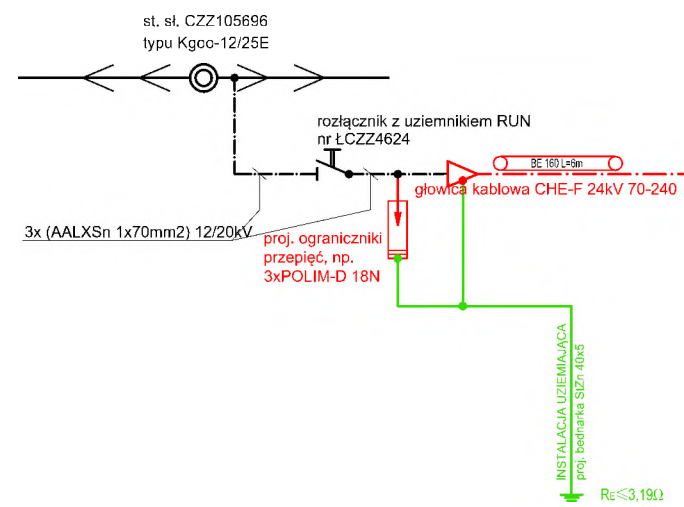 st. sł. CZZ105696
typu Kgoo-12/25E
rozłącznik z uziemnikiem RUN
nr ŁCZZ4624
BE 160 L=6m
głowica kablowa CHE-F 24kV 70-240
3x (AALXSn 1x70mm2) 12/20kV
proj. ograniczniki
przepięć, np.
3xPOLIM-D 18N
INSTALACJA UZIEMIAJĄCA
proj. bednarka StZn 40x5
RE≤3,19Ω